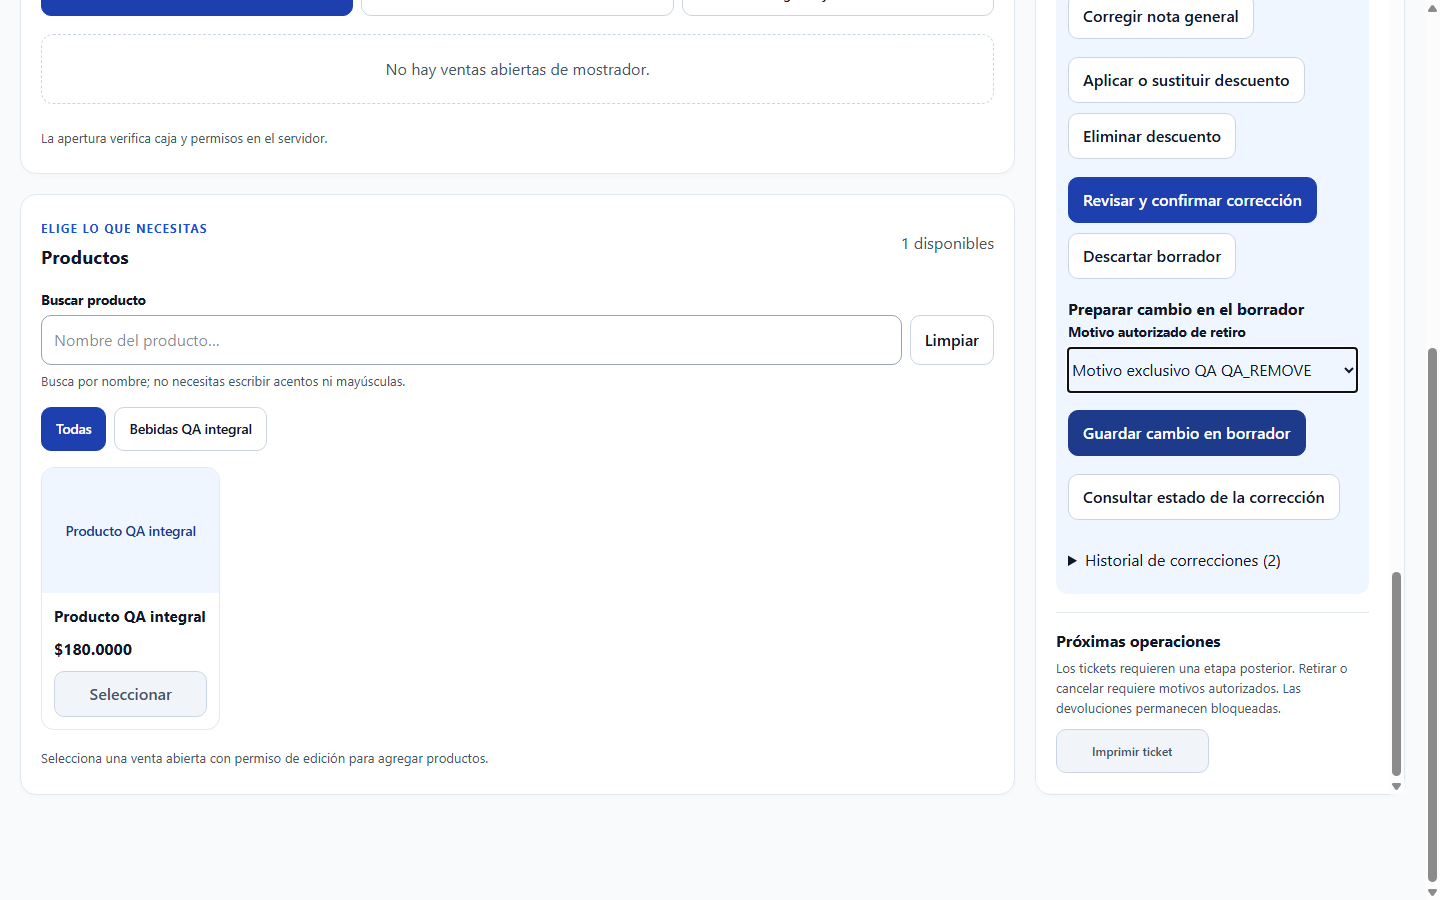 No hay ventas abiertas de mostrador.
La apertura verifica caja y permisos en el servidor.
ELIGE LO QUE NECESITAS
Productos
1 disponibles
Buscar producto
Nombre del producto...
Limpiar
Busca por nombre; no necesitas escribir acentos ni mayúsculas.
Todas
Bebidas QA integral
Producto QA integral
Producto QA integral
$180.0000
Seleccionar
Selecciona una venta abierta con permiso de edición para agregar productos.
Corregir nota general
Aplicar o sustituir descuento
Eliminar descuento
Revisar y confirmar corrección
Descartar borrador
Preparar cambio en el borrador
Motivo autorizado de retiro
Motivo exclusivo QA QA_REMOVE
Guardar cambio en borrador
Consultar estado de la corrección
Historial de correcciones (2)
Próximas operaciones
Los tickets requieren una etapa posterior. Retirar o
cancelar requiere motivos autorizados. Las
devoluciones permanecen bloqueadas.
Imprimir ticket